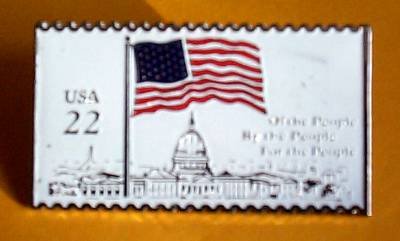 USA
22
Of the People
By the People
For the People